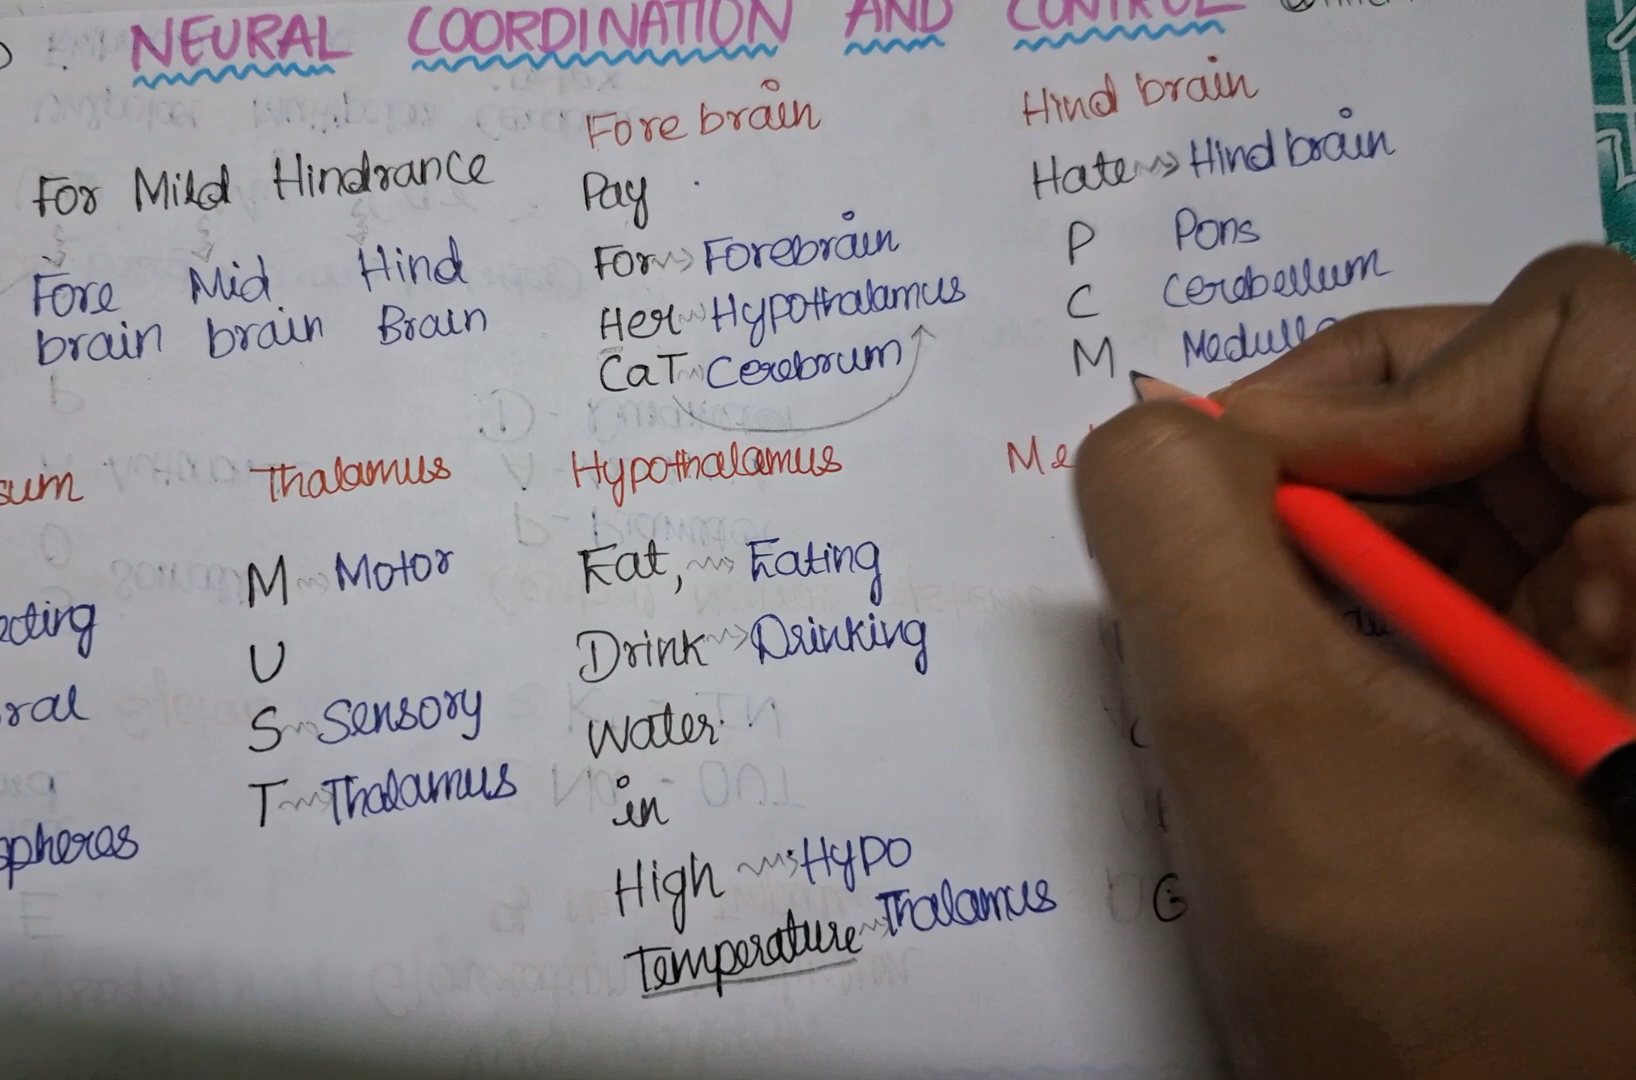 NEURAL COORDINATION AND CONTROL
For Mild Hindrance
Fore Mid Hind
brain brain Brain
Fore brain
Pay
For Forebrain
Her Hypothalamus
CaT Cerebrum
Hind brain
Hate Hind brain
P Pons
C Cerebellum
M Medulla
Thalamus
M Motor
U
S Sensory
T Thalamus
Hypothalamus
Eat, Eating
Drink Drinking
Water
in
High Hypo
Temperature Thalamus
G